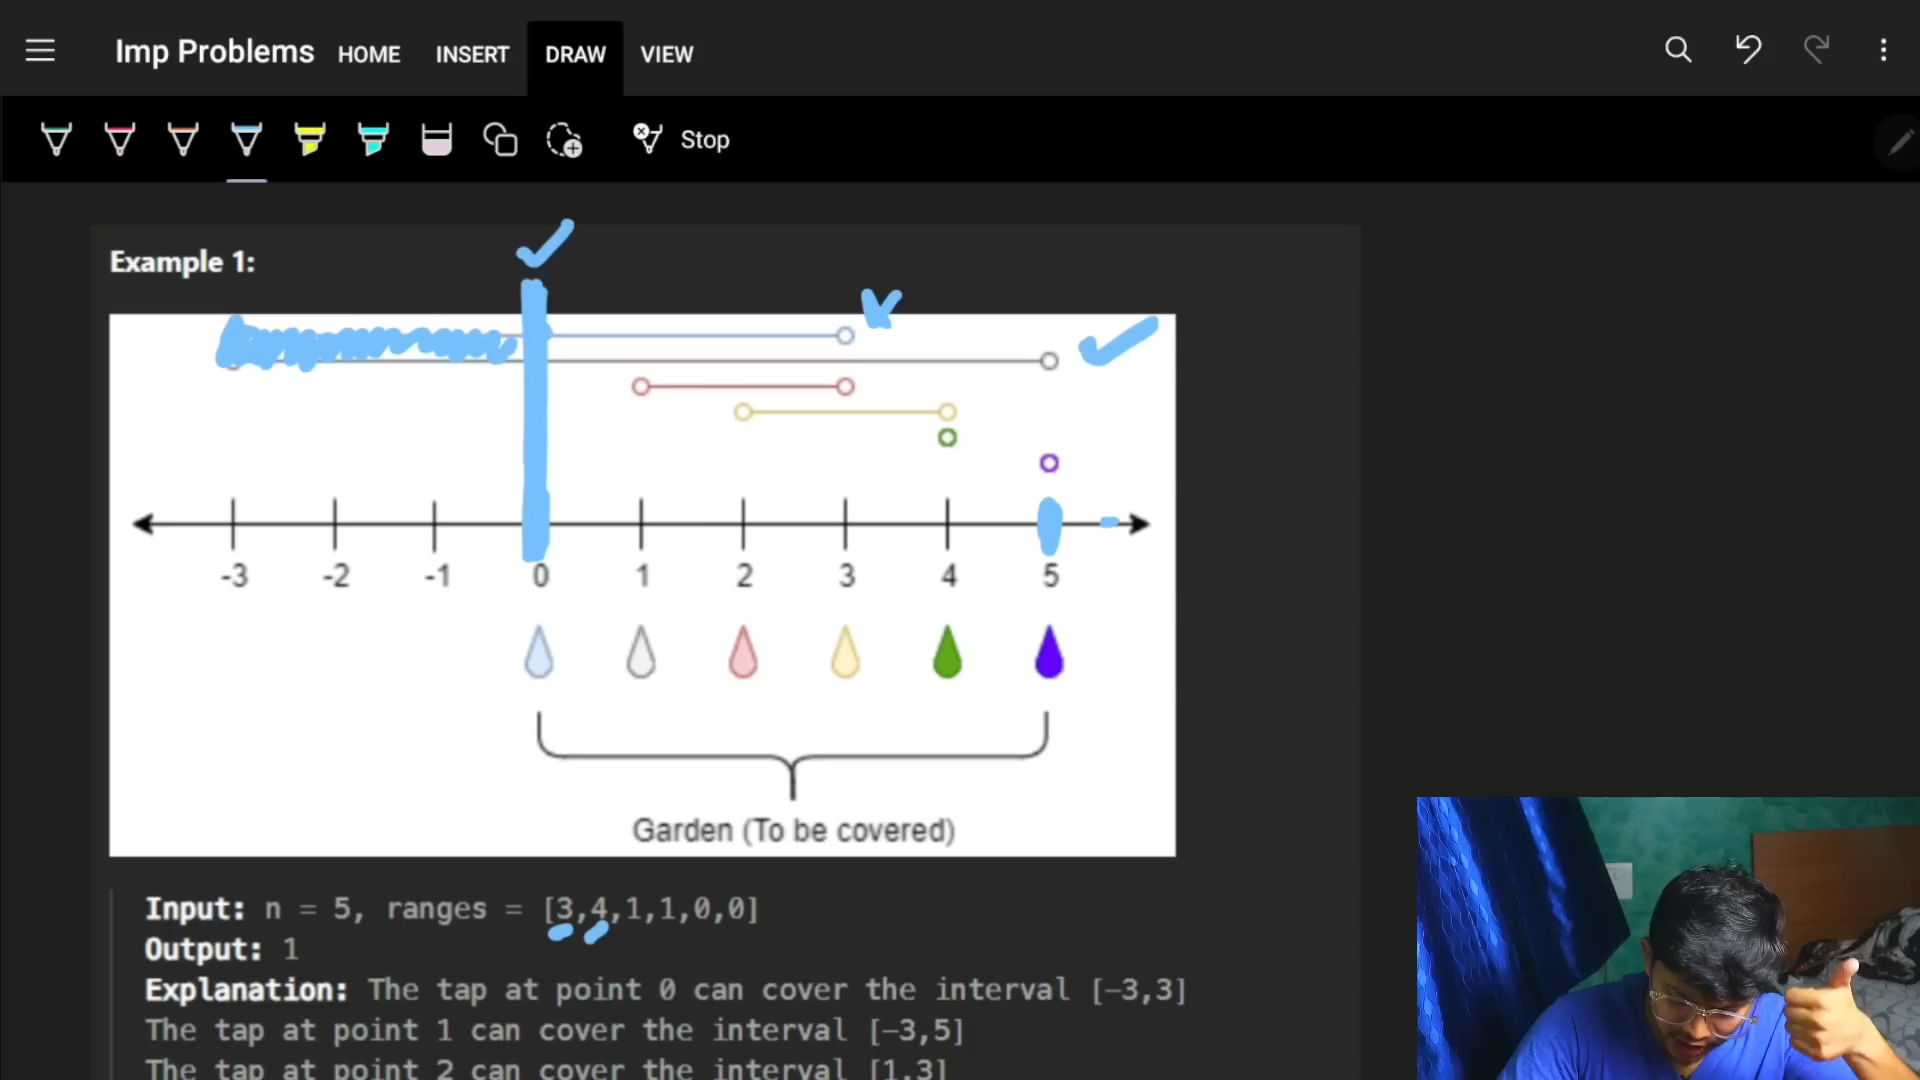 Imp Problems HOME INSERT DRAW VIEW
Stop
Example 1:
-3 -2 -1 0 1 2 3 4 5
Garden (To be covered)
Input: n = 5, ranges = [3,4,1,1,0,0]
Output: 1
Explanation: The tap at point 0 can cover the interval [-3,3]
The tap at point 1 can cover the interval [-3,5]
The tap at point 2 can cover the interval [1,3]